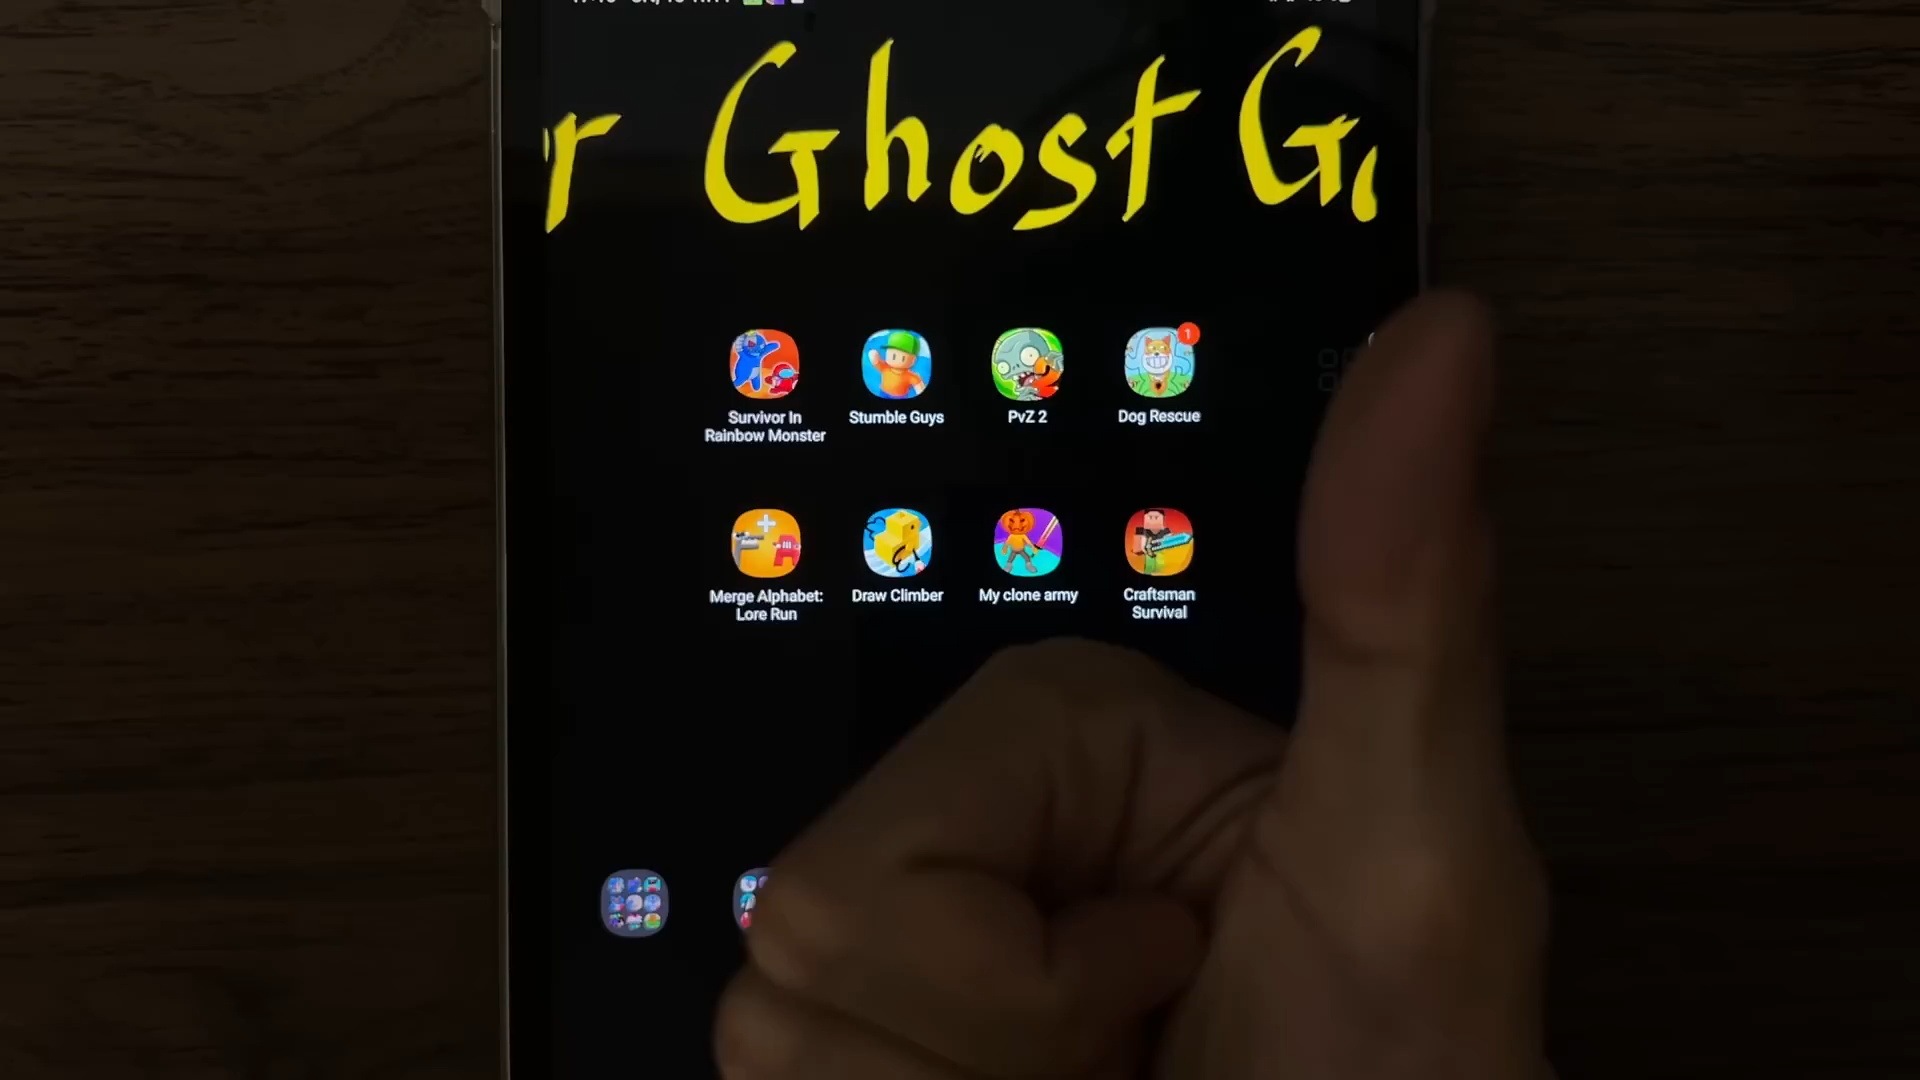 r Ghost Ga
1
Survivor In
Rainbow Monster
Stumble Guys
PvZ 2
Dog Rescue
Merge Alphabet:
Lore Run
Draw Climber
My clone army
Craftsman
Survival